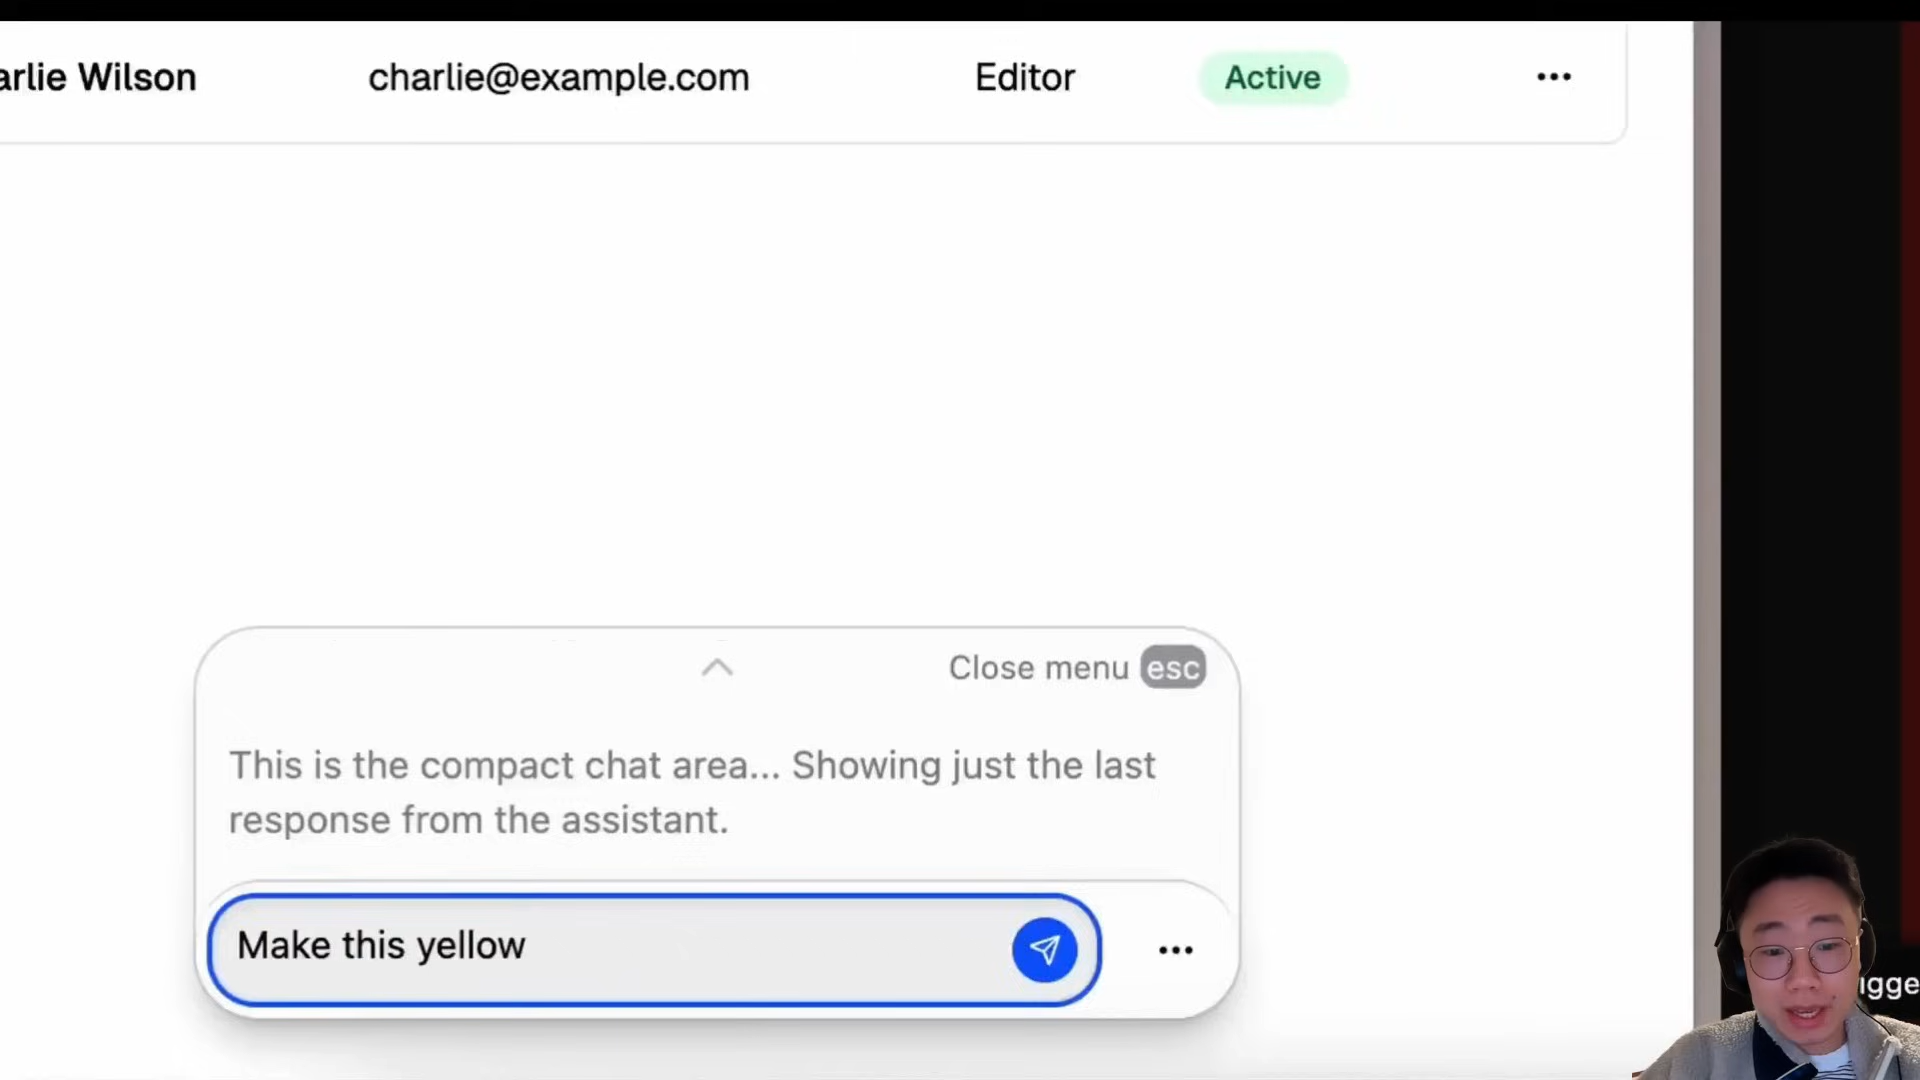 arlie Wilson charlie@example.com Editor Active ...
Close menu esc
This is the compact chat area... Showing just the last
response from the assistant.
Make this yellow ...
igge